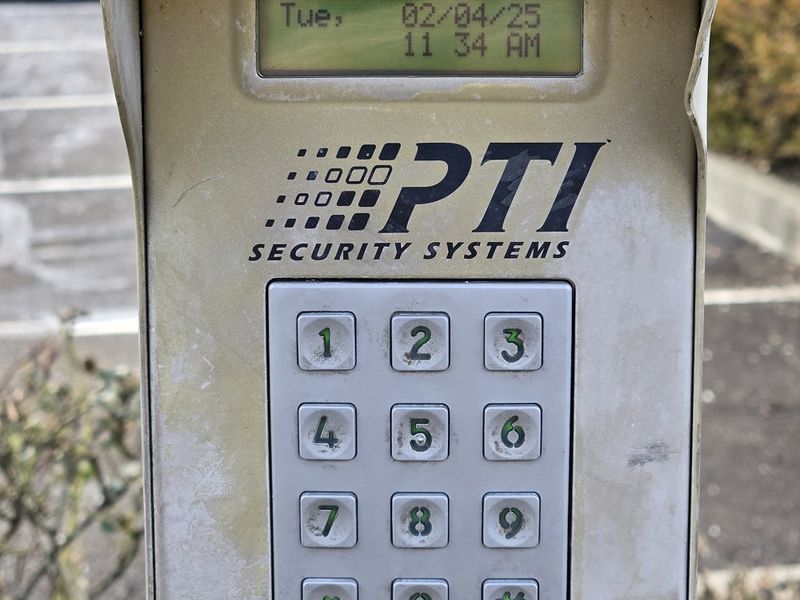 Tue, 02/04/25
11 34 AM
PTI
SECURITY SYSTEMS
1 2 3
4 5 6
7 8 9